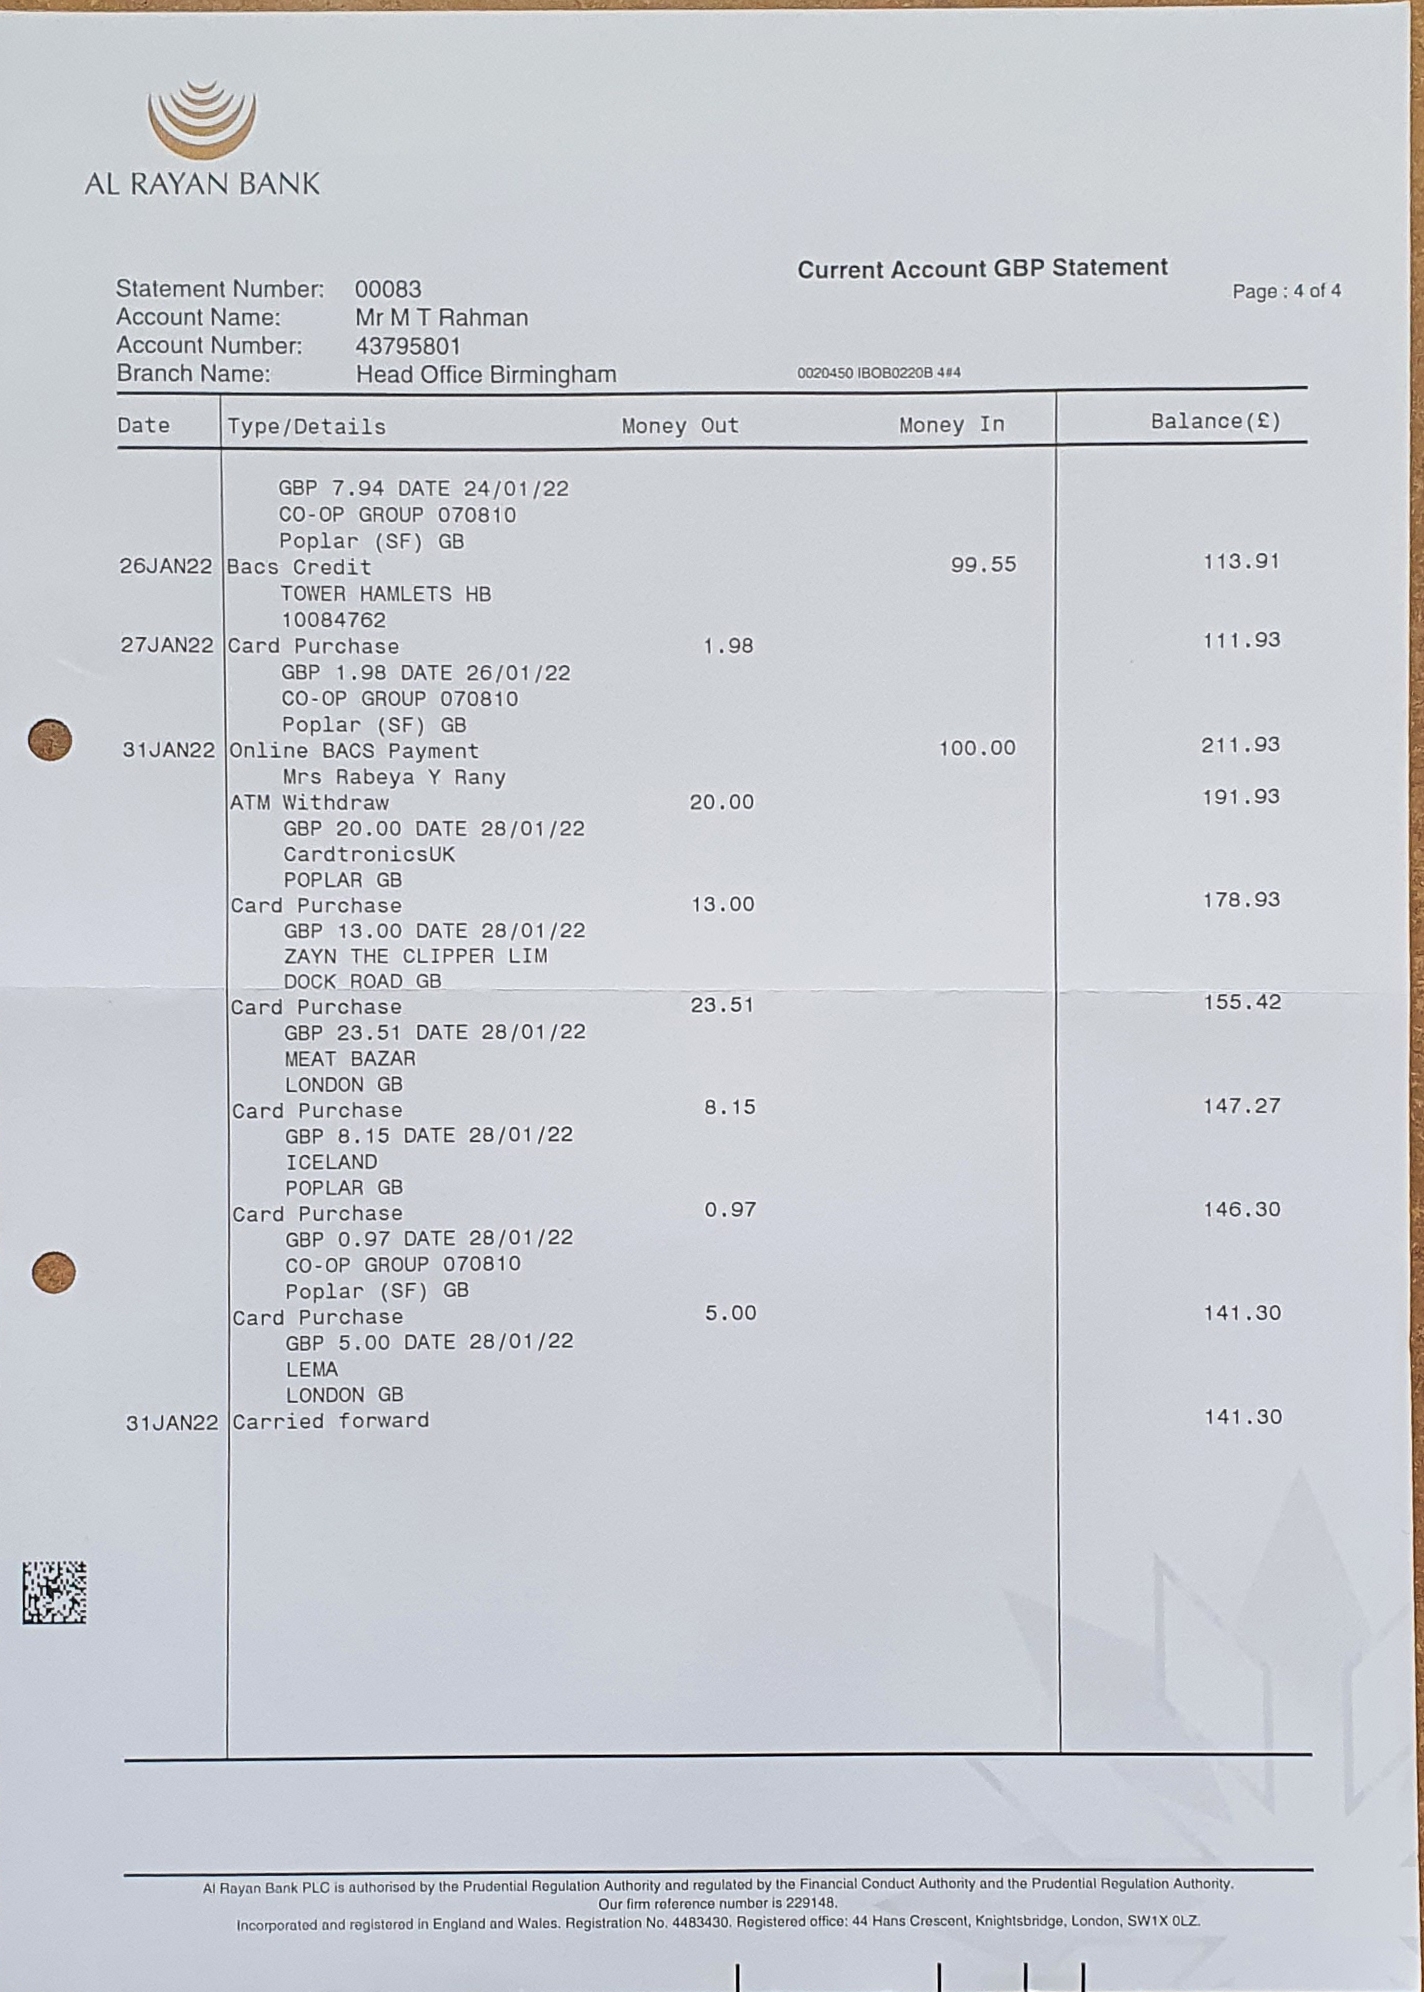 AL RAYAN BANK
Current Account GBP Statement
Page : 4 of 4
Statement Number: 00083
Account Name: Mr M T Rahman
Account Number: 43795801
Branch Name: Head Office Birmingham
0020450 IBOB0220B 4#4
Date Type/Details Money Out Money In Balance(£)
GBP 7.94 DATE 24/01/22
CO-OP GROUP 070810
Poplar (SF) GB
26JAN22 Bacs Credit 99.55 113.91
TOWER HAMLETS HB
10084762
27JAN22 Card Purchase 1.98 111.93
GBP 1.98 DATE 26/01/22
CO-OP GROUP 070810
Poplar (SF) GB
31JAN22 Online BACS Payment 100.00 211.93
Mrs Rabeya Y Rany
ATM Withdraw 20.00 191.93
GBP 20.00 DATE 28/01/22
CardtronicsUK
POPLAR GB
Card Purchase 13.00 178.93
GBP 13.00 DATE 28/01/22
ZAYN THE CLIPPER LIM
DOCK ROAD GB
Card Purchase 23.51 155.42
GBP 23.51 DATE 28/01/22
MEAT BAZAR
LONDON GB
Card Purchase 8.15 147.27
GBP 8.15 DATE 28/01/22
ICELAND
POPLAR GB
Card Purchase 0.97 146.30
GBP 0.97 DATE 28/01/22
CO-OP GROUP 070810
Poplar (SF) GB
Card Purchase 5.00 141.30
GBP 5.00 DATE 28/01/22
LEMA
LONDON GB
31JAN22 Carried forward 141.30
Al Rayan Bank PLC is authorised by the Prudential Regulation Authority and regulated by the Financial Conduct Authority and the Prudential Regulation Authority.
Our firm reference number is 229148.
Incorporated and registered in England and Wales. Registration No. 4483430. Registered office: 44 Hans Crescent, Knightsbridge, London, SW1X 0LZ.